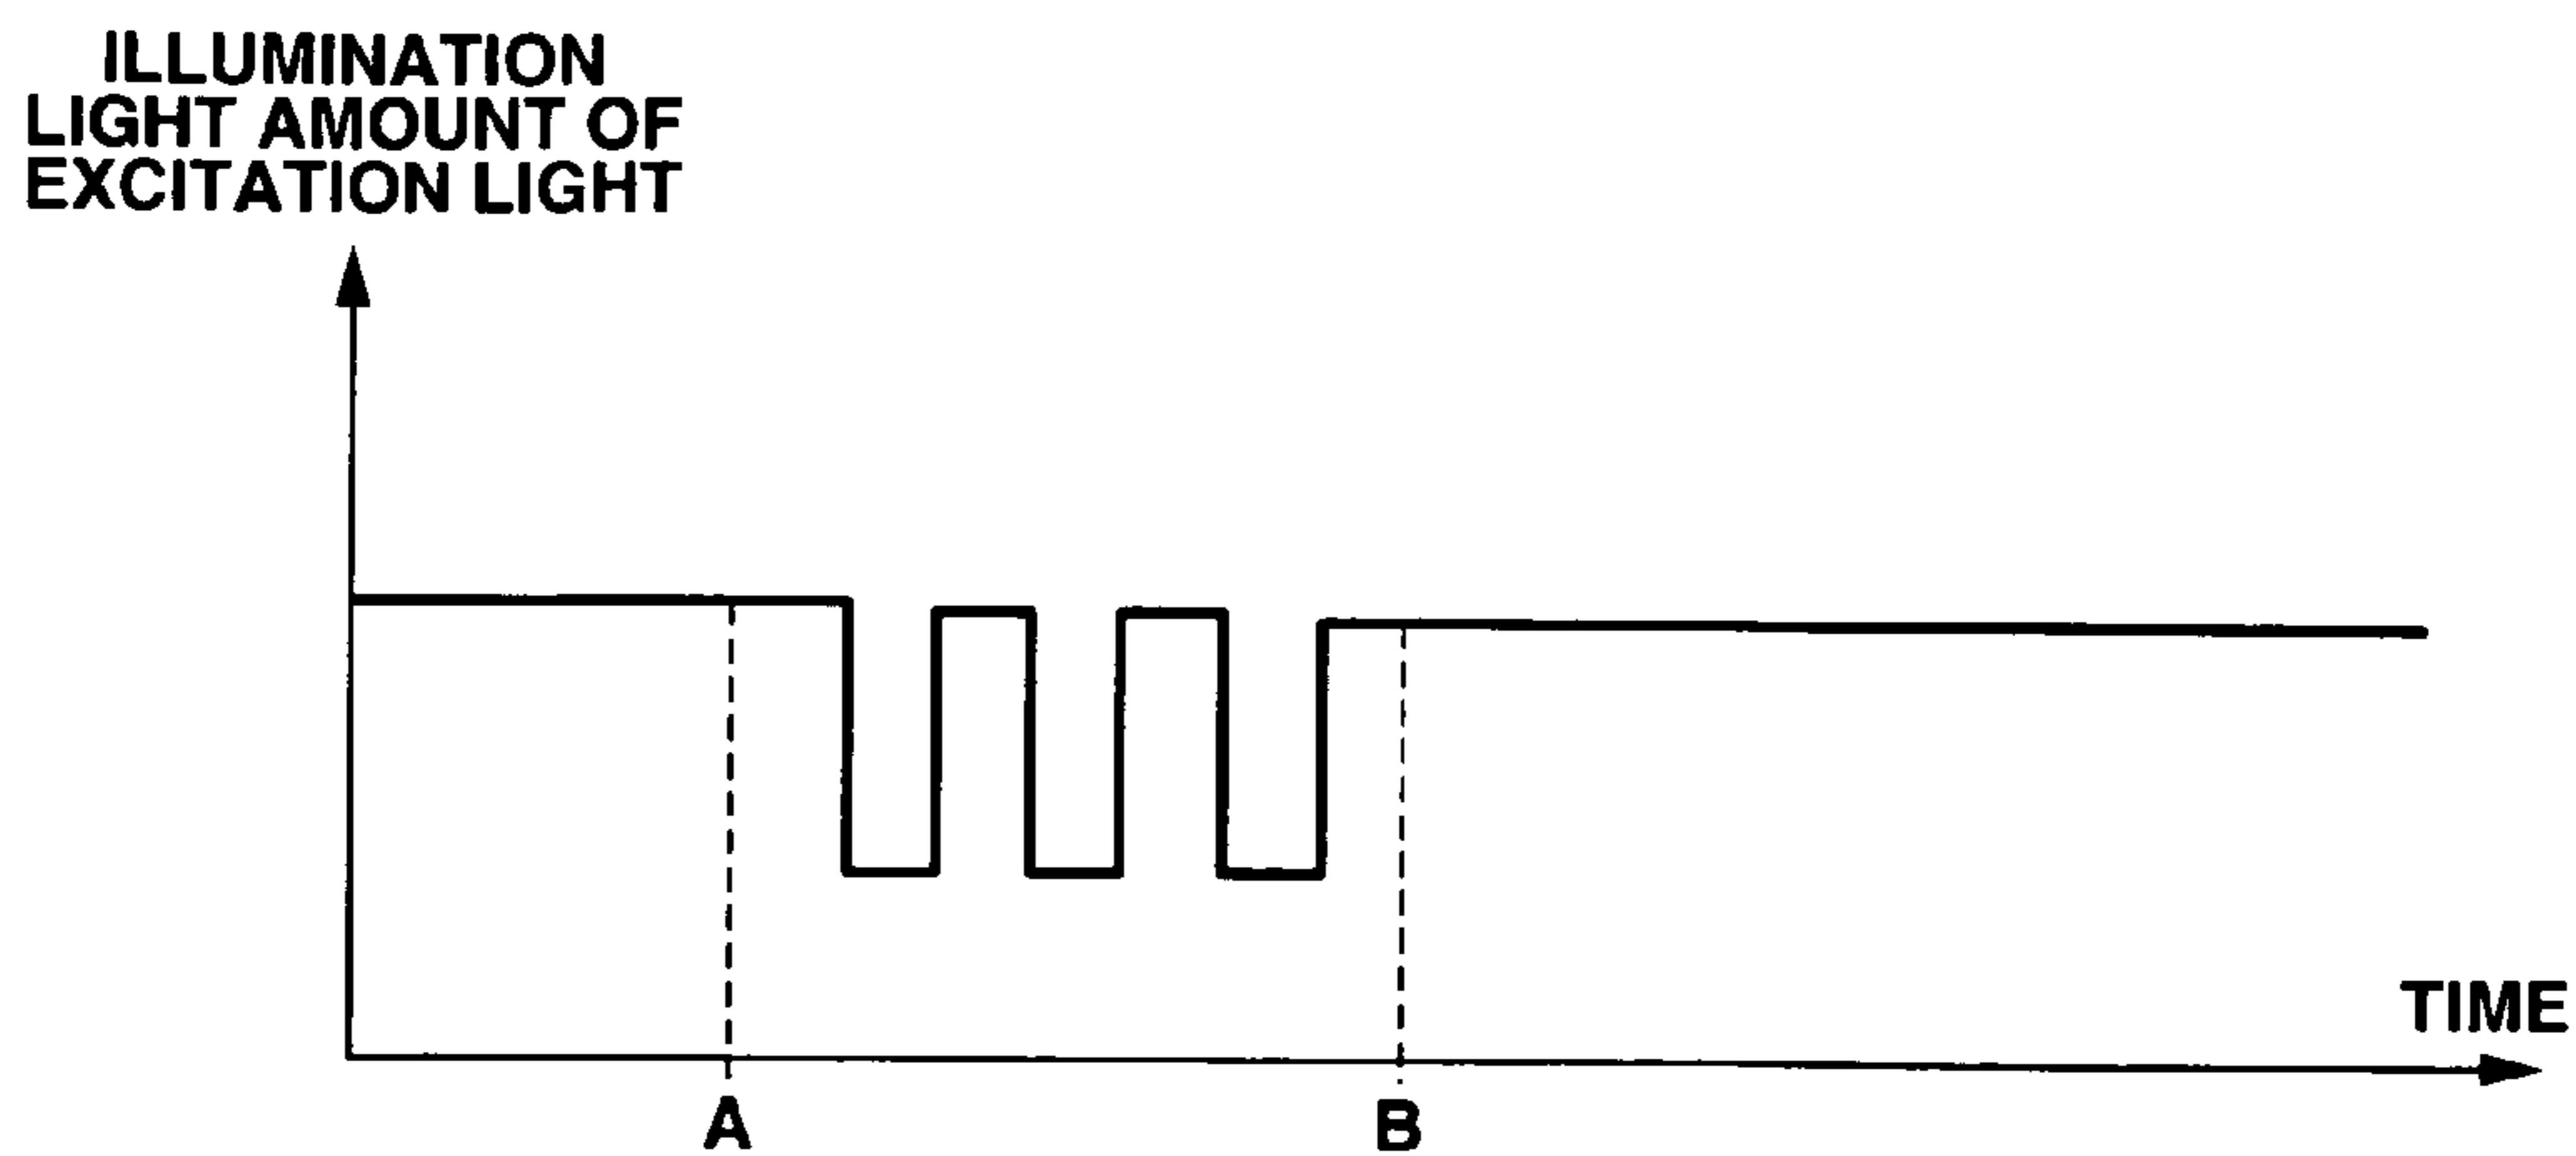 ILLUMINATION
LIGHT AMOUNT OF
EXCITATION LIGHT
TIME
A
B